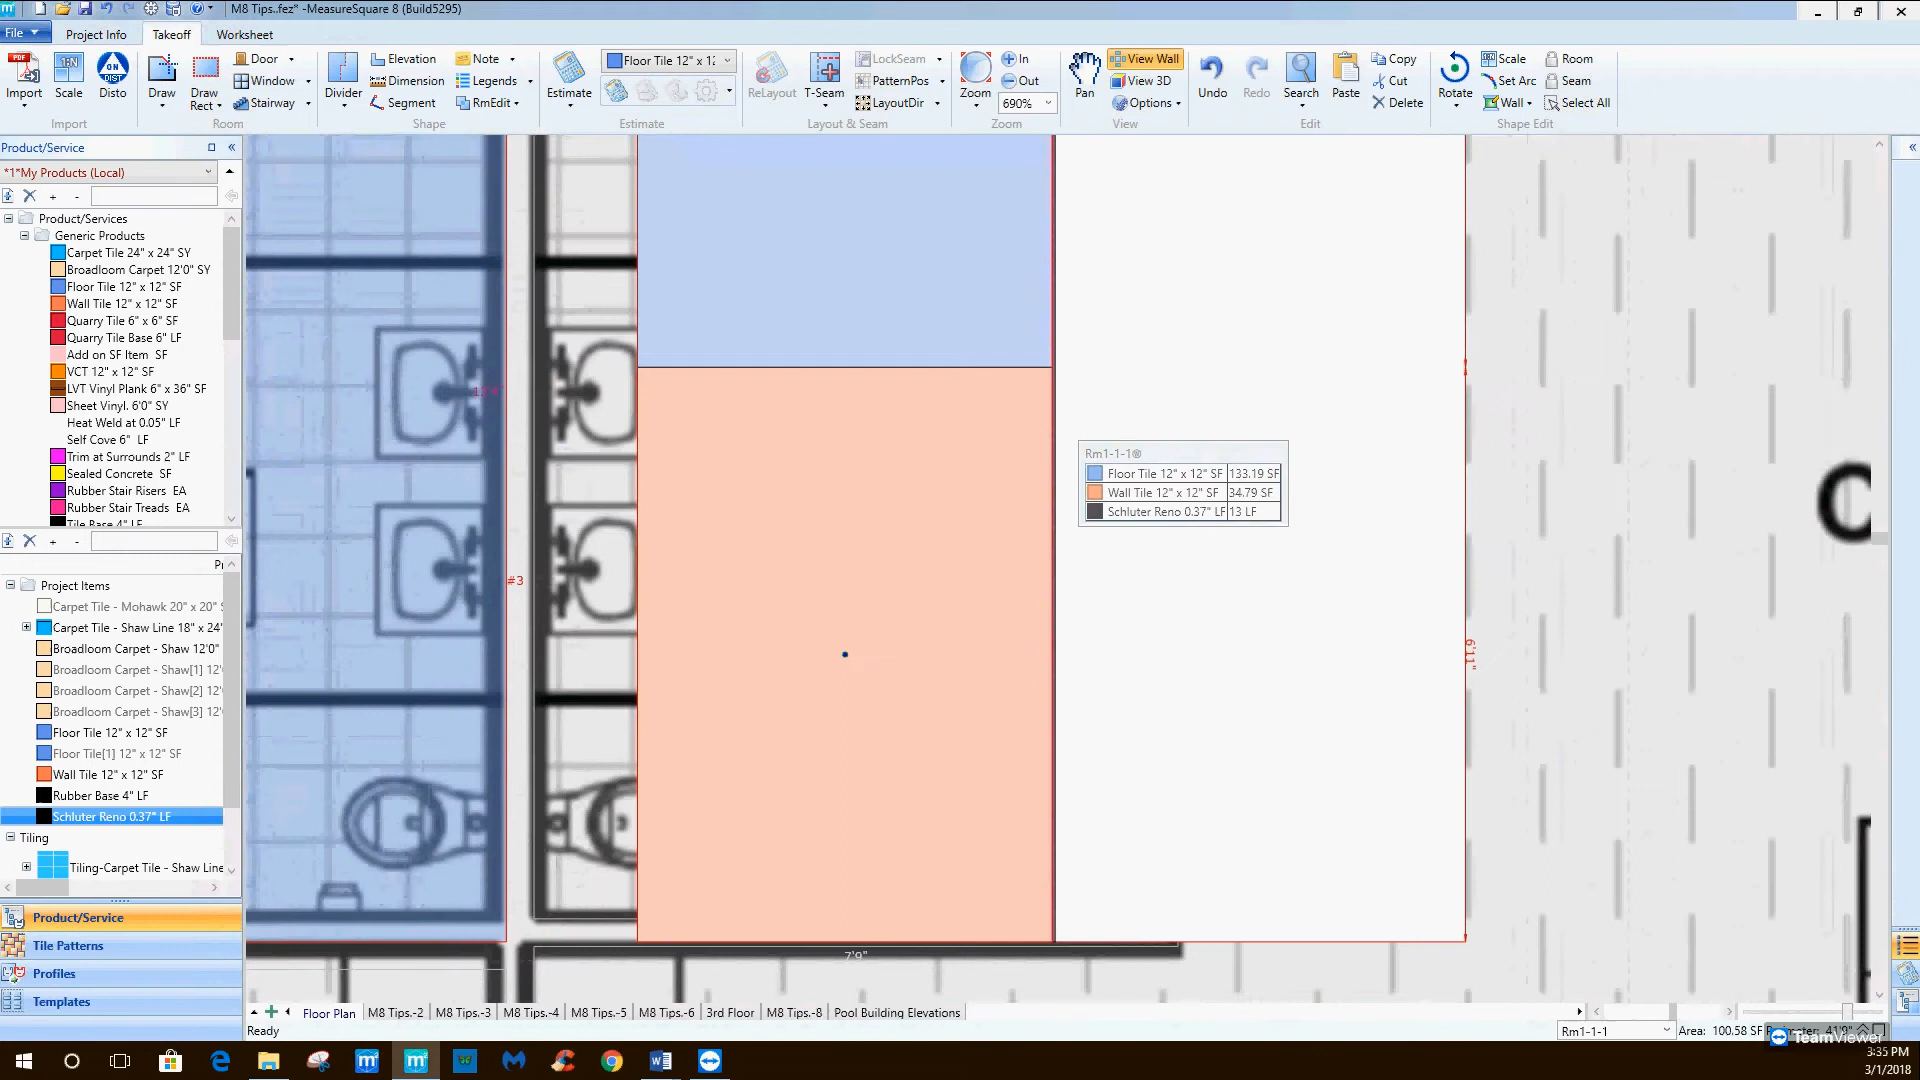 M8 Tips..fez* -MeasureSquare 8 (Build5295)
File Project Info Takeoff Worksheet
Import Scale Disto Draw Draw Rect Door Window Stairway Divider Elevation Dimension Segment Note Legends RmEdit Estimate Floor Tile 12" x 12 ReLayout T-Seam LockSeam PatternPos LayoutDir Zoom In Out 690% Pan View Wall View 3D Options Undo Redo Search Paste Copy Cut Delete Rotate Scale Set Arc Wall Room Seam Select All
PDF 1:N ON DIST
Import Room Shape Estimate Layout & Seam Zoom View Edit Shape Edit
Product/Service
*1*My Products (Local)
Product/Services
Generic Products
Carpet Tile 24" x 24" SY
Broadloom Carpet 12'0" SY
Floor Tile 12" x 12" SF
Wall Tile 12" x 12" SF
Quarry Tile 6" x 6" SF
Quarry Tile Base 6" LF
Add on SF Item SF
VCT 12" x 12" SF
LVT Vinyl Plank 6" x 36" SF
Sheet Vinyl. 6'0" SY
Heat Weld at 0.05" LF
Self Cove 6" LF
Trim at Surrounds 2" LF
Sealed Concrete SF
Rubber Stair Risers EA
Rubber Stair Treads EA
Tile Base 4" LF
Project Items
Carpet Tile - Mohawk 20" x 20"
Carpet Tile - Shaw Line 18" x 24"
Broadloom Carpet - Shaw 12'0"
Broadloom Carpet - Shaw[1] 12'
Broadloom Carpet - Shaw[2] 12'
Broadloom Carpet - Shaw[3] 12'
Floor Tile 12" x 12" SF
Floor Tile[1] 12" x 12" SF
Wall Tile 12" x 12" SF
Rubber Base 4" LF
Schluter Reno 0.37" LF
Tiling
Tiling-Carpet Tile - Shaw Line
Product/Service
Tile Patterns
Profiles
Templates
#3
Rm1-1-1®
Floor Tile 12" x 12" SF 133.19 SF
Wall Tile 12" x 12" SF 34.79 SF
Schluter Reno 0.37" LF 13 LF
6'11"
7'9"
Floor Plan M8 Tips.-2 M8 Tips.-3 M8 Tips.-4 M8 Tips.-5 M8 Tips.-6 3rd Floor M8 Tips.-8 Pool Building Elevations
Ready Rm1-1-1 Area: 100.58 SF Perimeter: 41'9"
TeamViewer
3:35 PM
3/1/2018